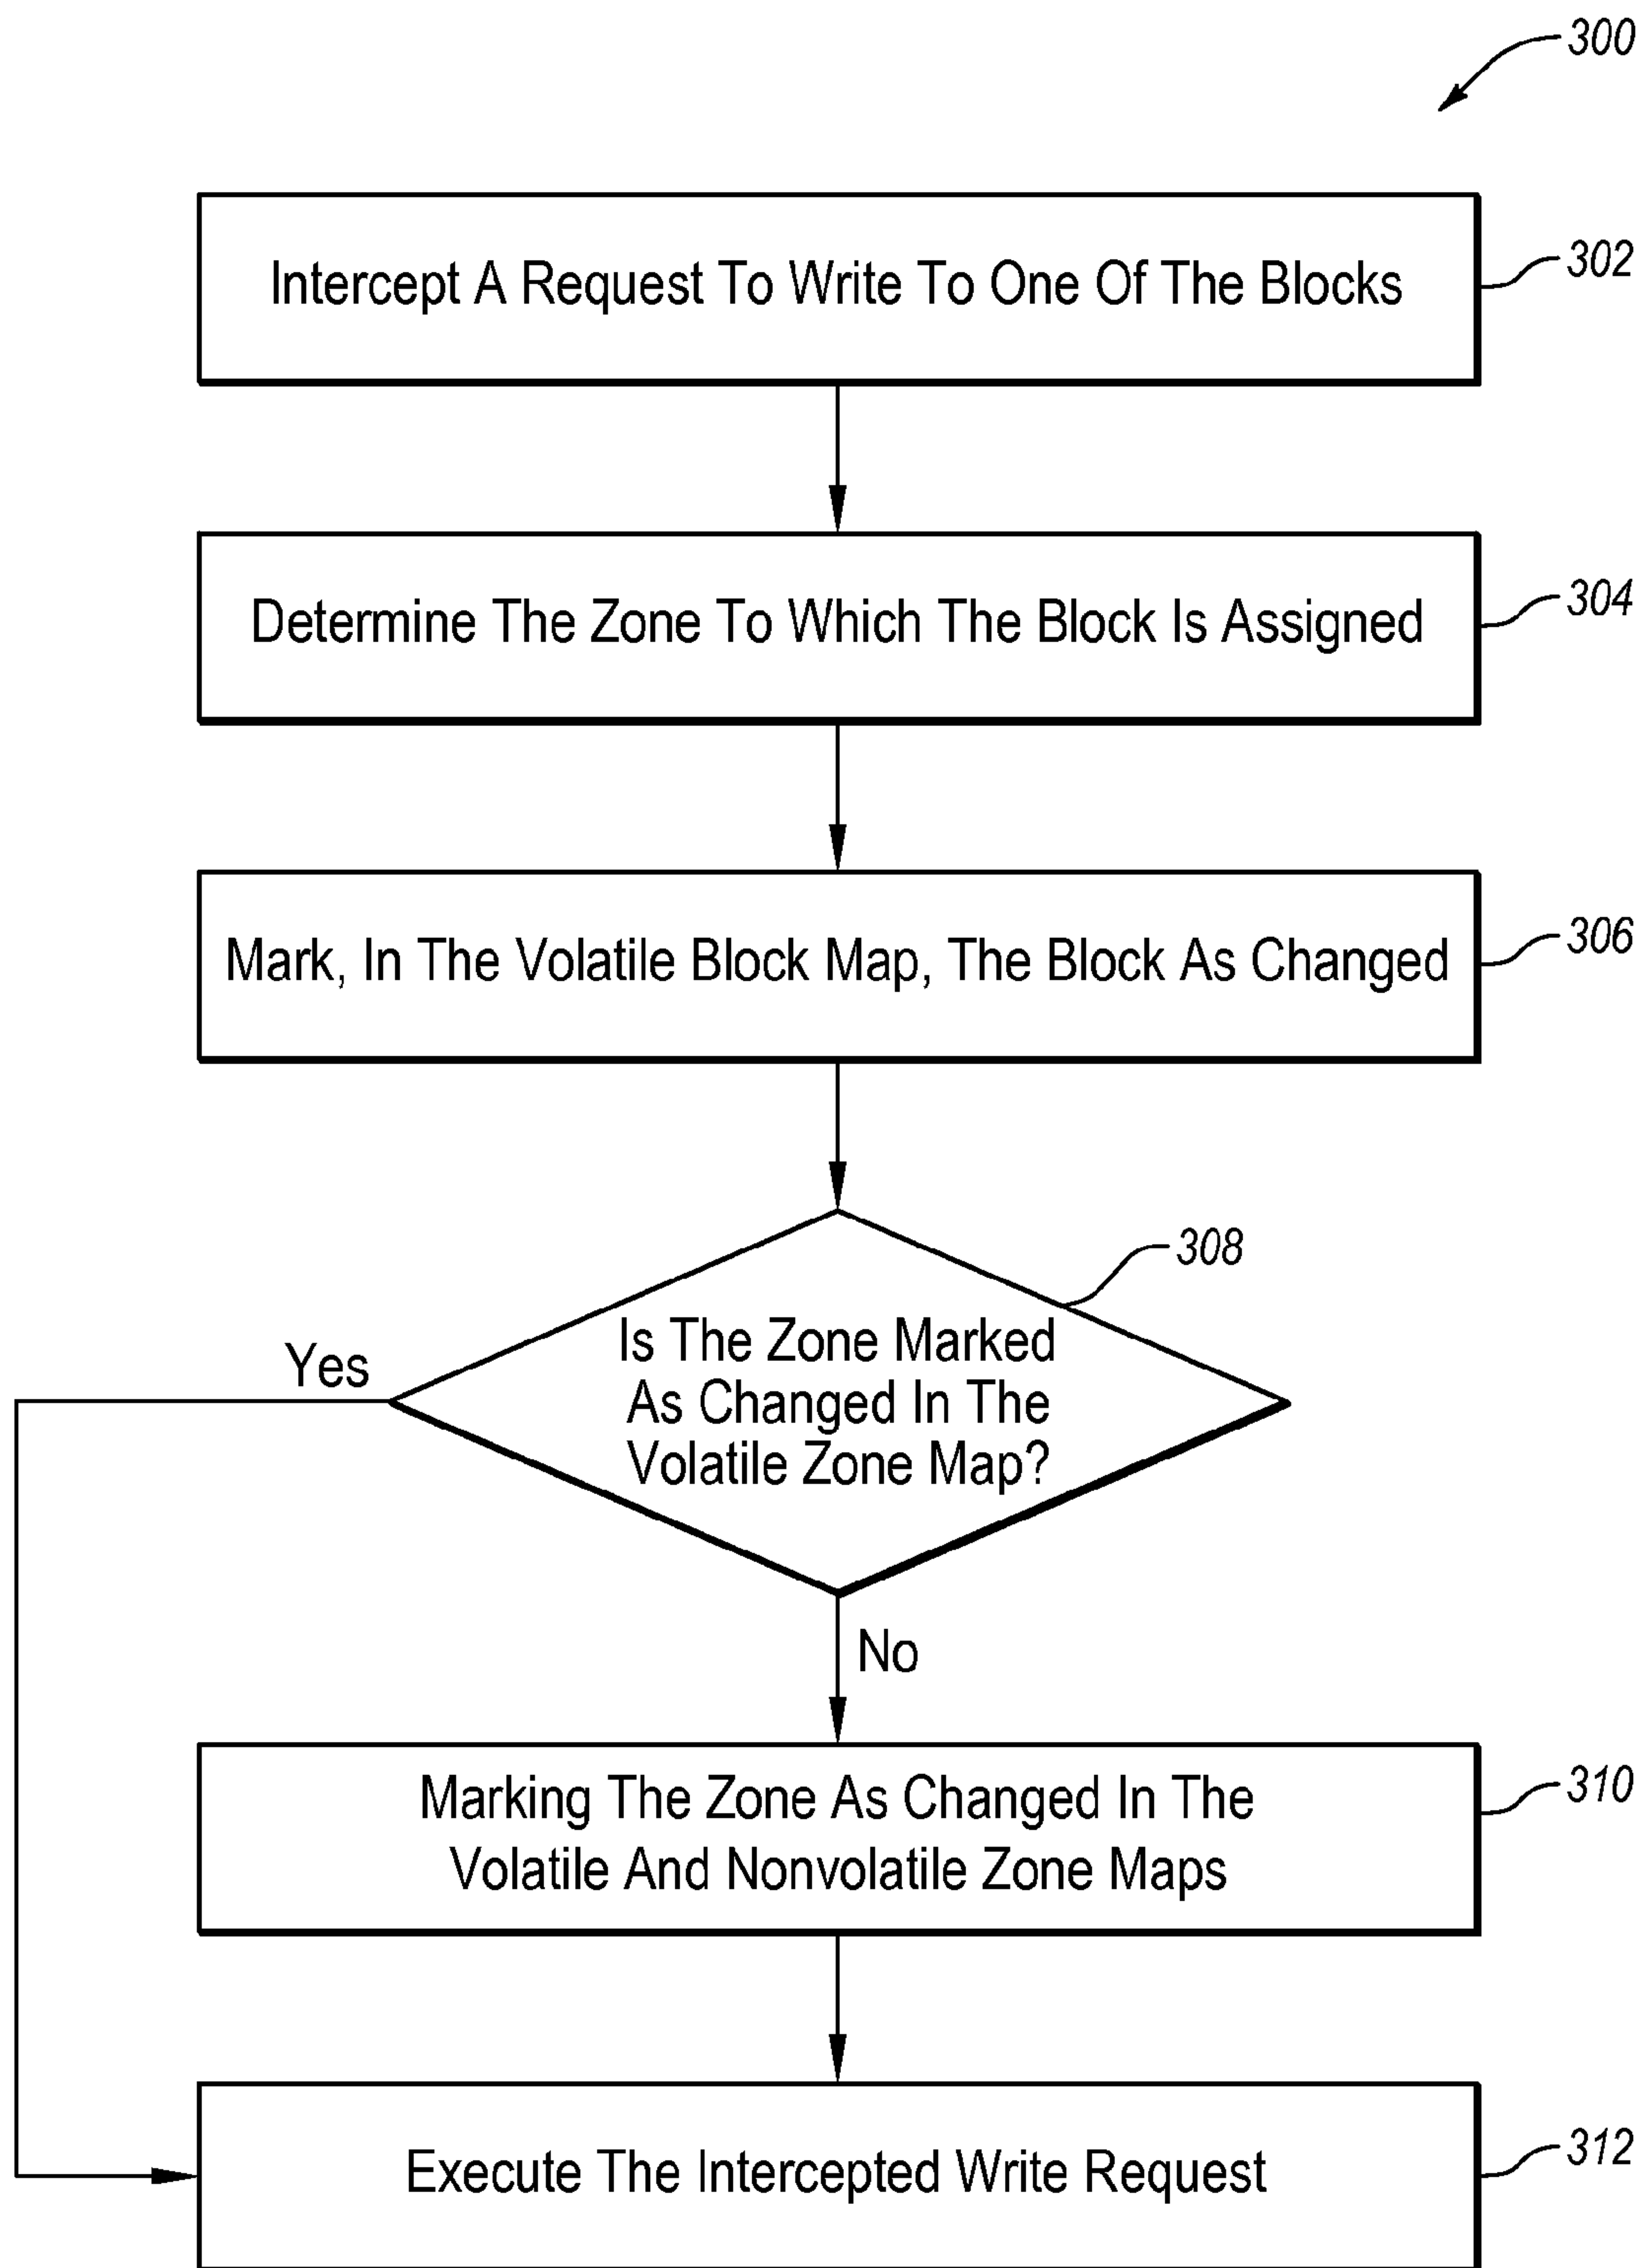 300
Intercept A Request To Write To One Of The Blocks
302
Determine The Zone To Which The Block Is Assigned
304
Mark, In The Volatile Block Map, The Block As Changed
306
308
Is The Zone Marked
As Changed In The
Volatile Zone Map?
Yes
No
Marking The Zone As Changed In The
Volatile And Nonvolatile Zone Maps
310
Execute The Intercepted Write Request
312